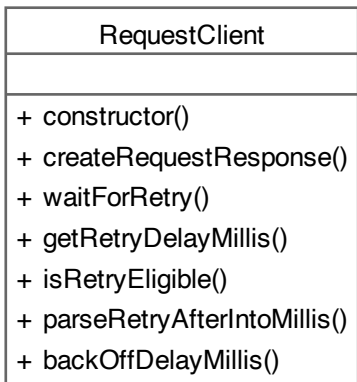 RequestClient
+ constructor()
+ createRequestResponse()
+ waitForRetry()
+ getRetryDelayMillis()
+ isRetryEligible()
+ parseRetryAfterIntoMillis()
+ backOffDelayMillis()